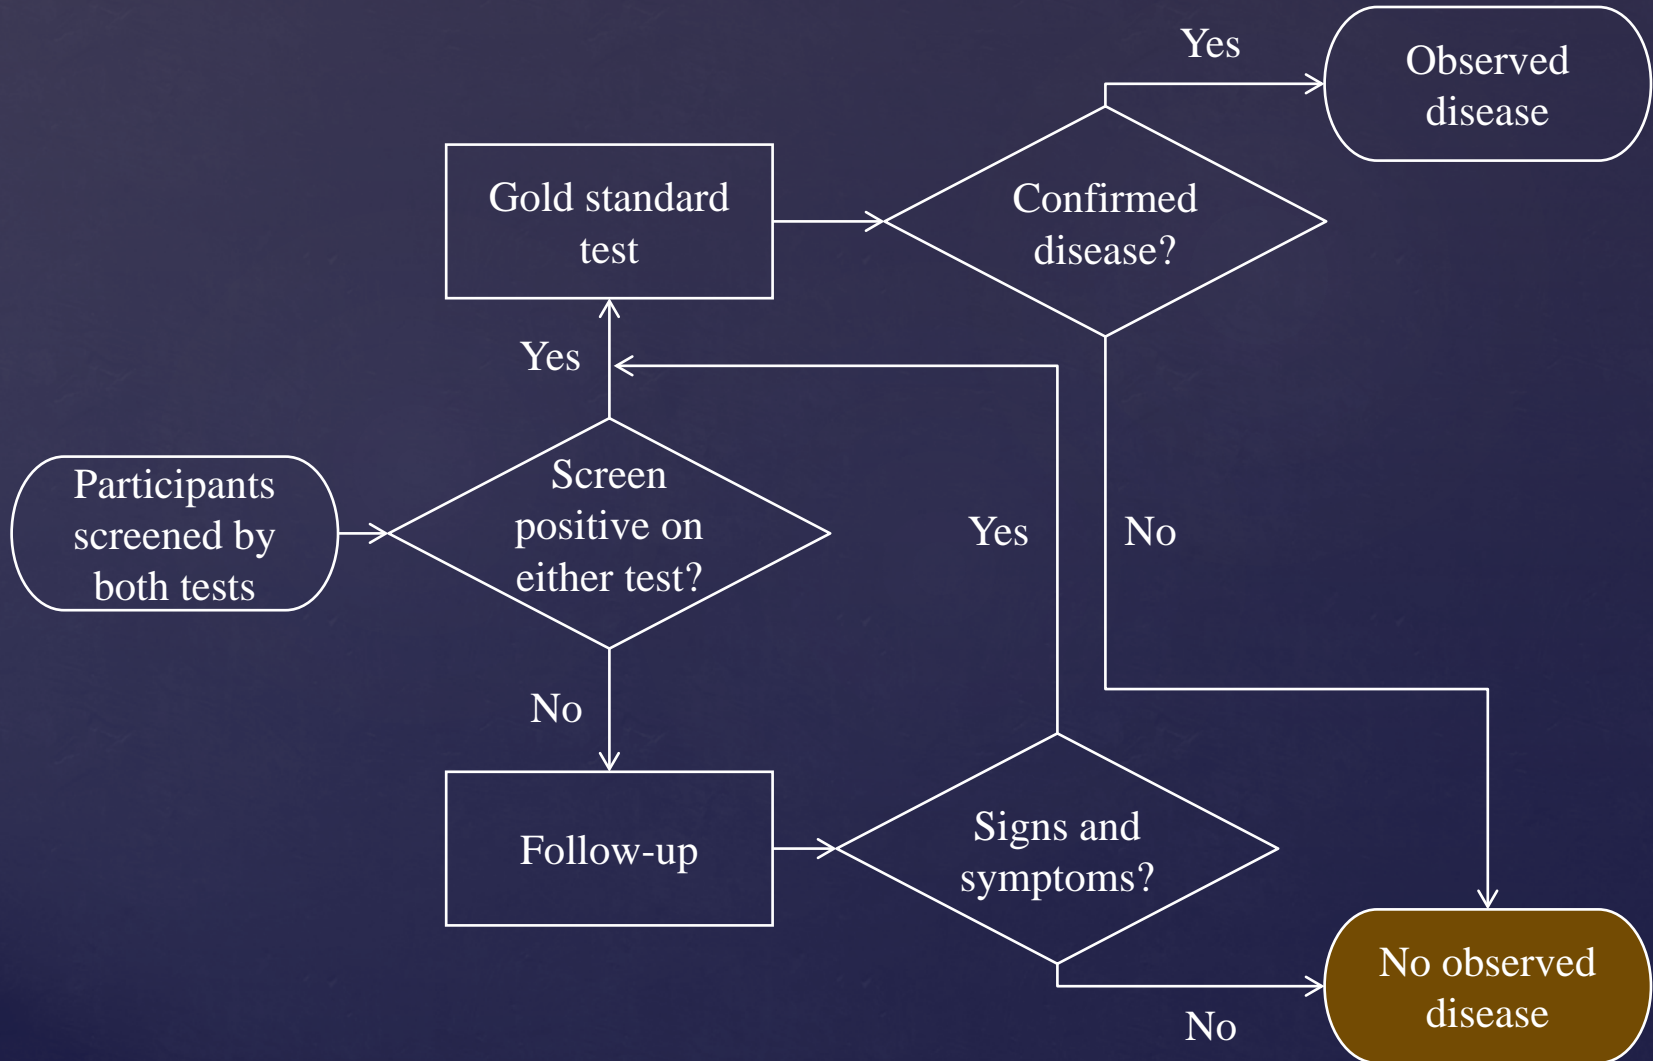 Yes
Observed
disease
Gold standard
test
Confirmed
disease?
Yes
Participants
screened by
both tests
Screen
positive on
either test?
Yes
No
No
Follow-up
Signs and
symptoms?
No
No observed
disease